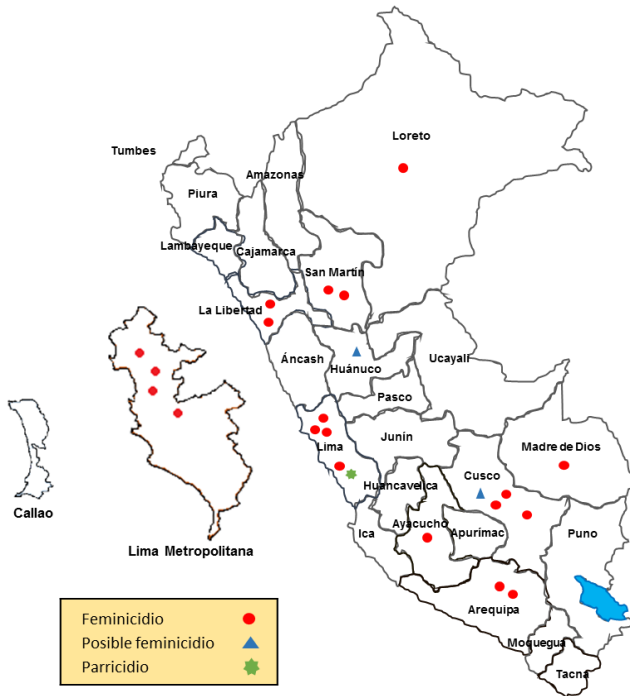 Loreto
Tumbes
Amazonas
Piura
Lambayeque
Cajamarca
San Martín
La Libertad
Áncash
Huánuco
Ucayali
Pasco
Junín
Lima
Madre de Dios
Cusco
Huancavelica
Callao
Ica
Ayacucho
Apurímac
Puno
Lima Metropolitana
Arequipa
Moquegua
Tacna
Feminicidio
Posible feminicidio
Parricidio